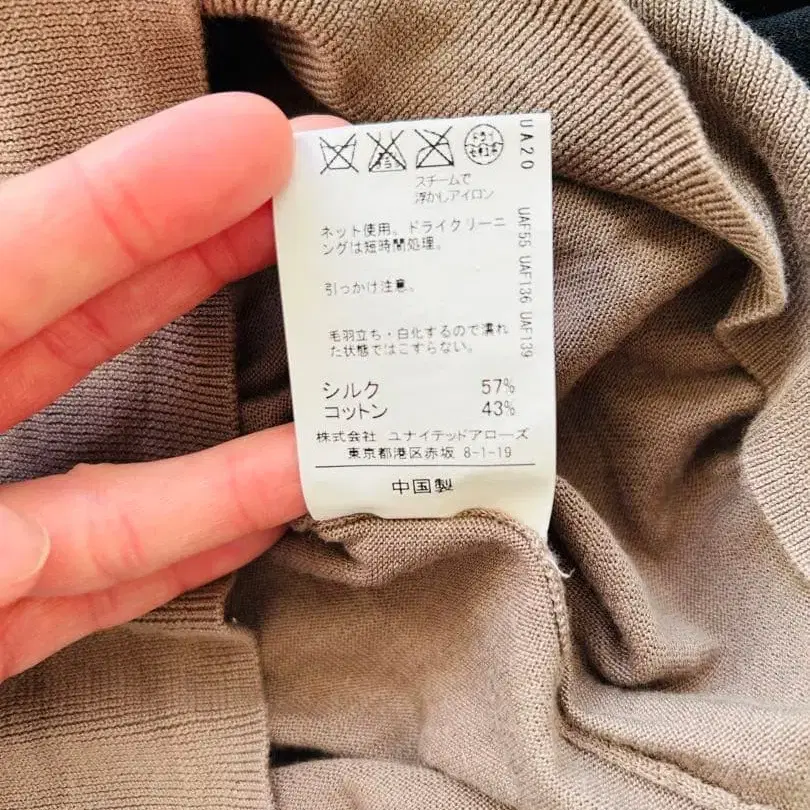 スチームで
浮かしアイロン
ネット使用。ドライクリーニ
ングは短時間処理。
引っかけ注意。
毛羽立ち・白化するので濡れ
た状態ではこすらない。
シルク 57%
コットン 43%
株式会社 ユナイテッドアローズ
東京都港区赤坂 8-1-19
中国製
UA20
UAF55 UAF136 UAF139